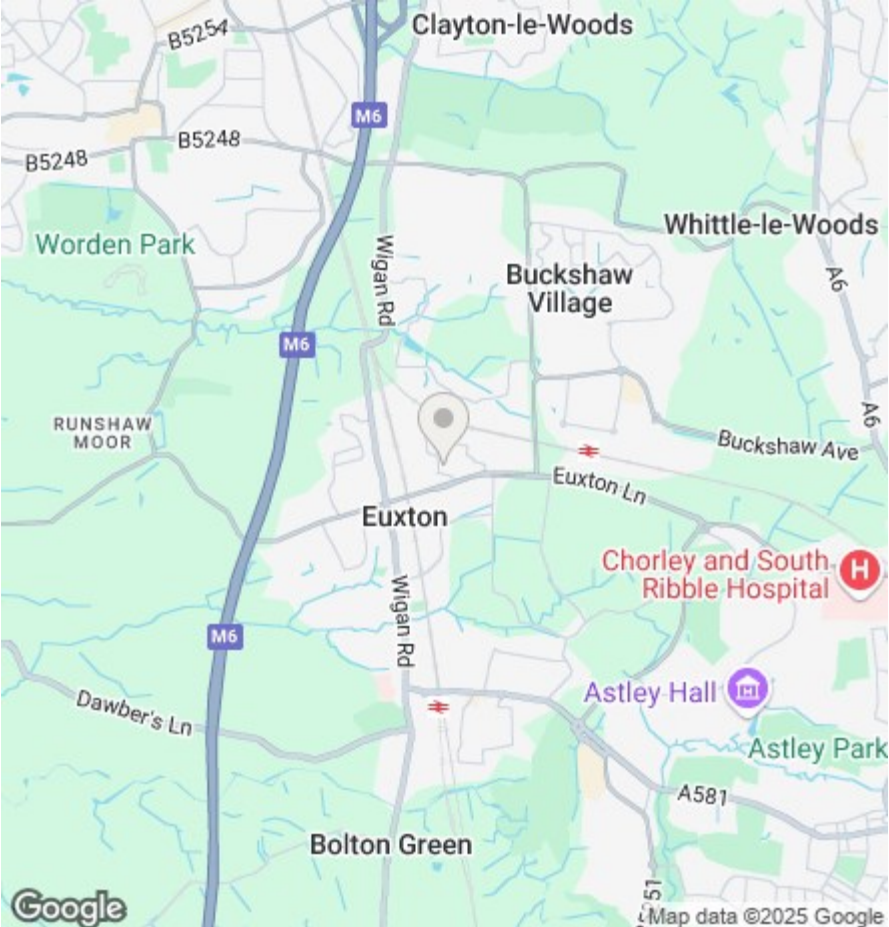 Clayton-le-Woods
B5254
M6
B5248
B5248
Worden Park
Wigan Rd
Whittle-le-Woods
Buckshaw
Village
A6
M6
RUNSHAW
MOOR
A6
Buckshaw Ave
Euxton Ln
Euxton
Chorley and South
Ribble Hospital
H
Wigan Rd
M6
Astley Hall
Dawber's Ln
Astley Park
A581
Bolton Green
Google
Map data ©2025 Google